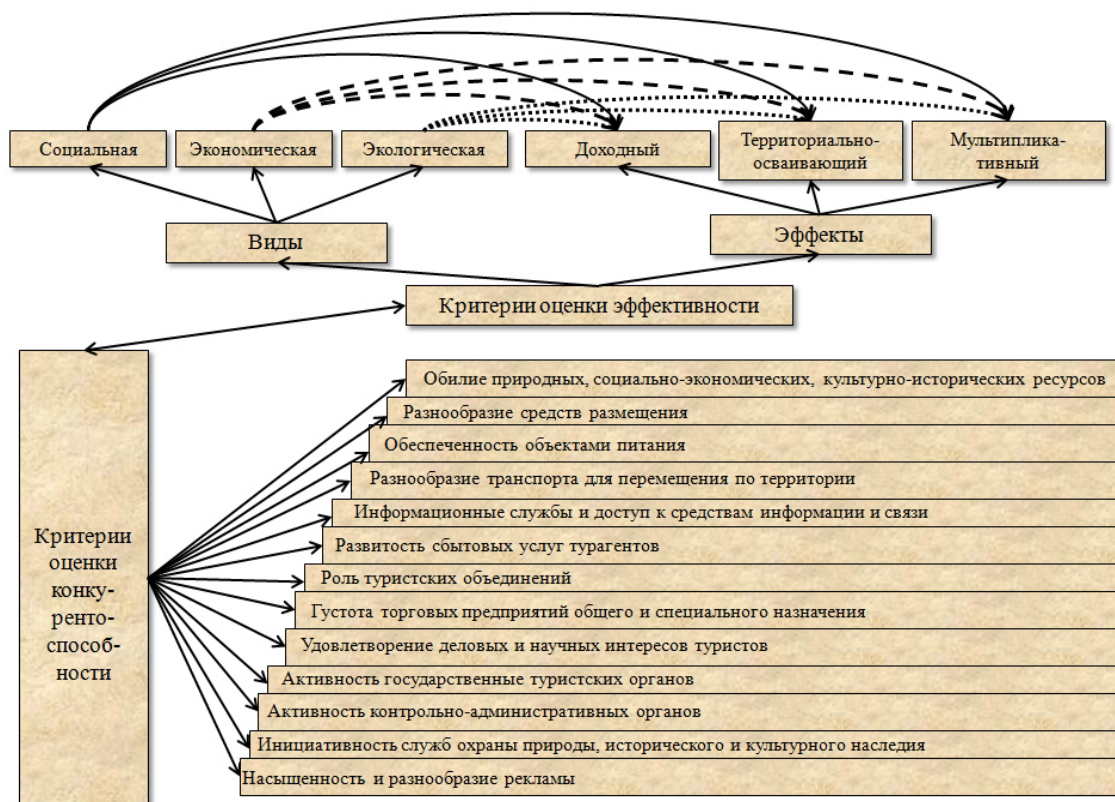 Социальная
Экономическая
Экологическая
Доходный
Территориально-
осваивающий
Мультиплика-
тивный
Виды
Эффекты
Критерии оценки эффективности
Критерии
оценки
конку-
ренто-
способ-
ности
Обилие природных, социально-экономических, культурно-исторических ресурсов
Разнообразие средств размещения
Обеспеченность объектами питания
Разнообразие транспорта для перемещения по территории
Информационные службы и доступ к средствам информации и связи
Развитость сбытовых услуг турагентов
Роль туристских объединений
Густота торговых предприятий общего и специального назначения
Удовлетворение деловых и научных интересов туристов
Активность государственные туристских органов
Активность контрольно-административных органов
Инициативность служб охраны природы, исторического и культурного наследия
Насыщенность и разнообразие рекламы